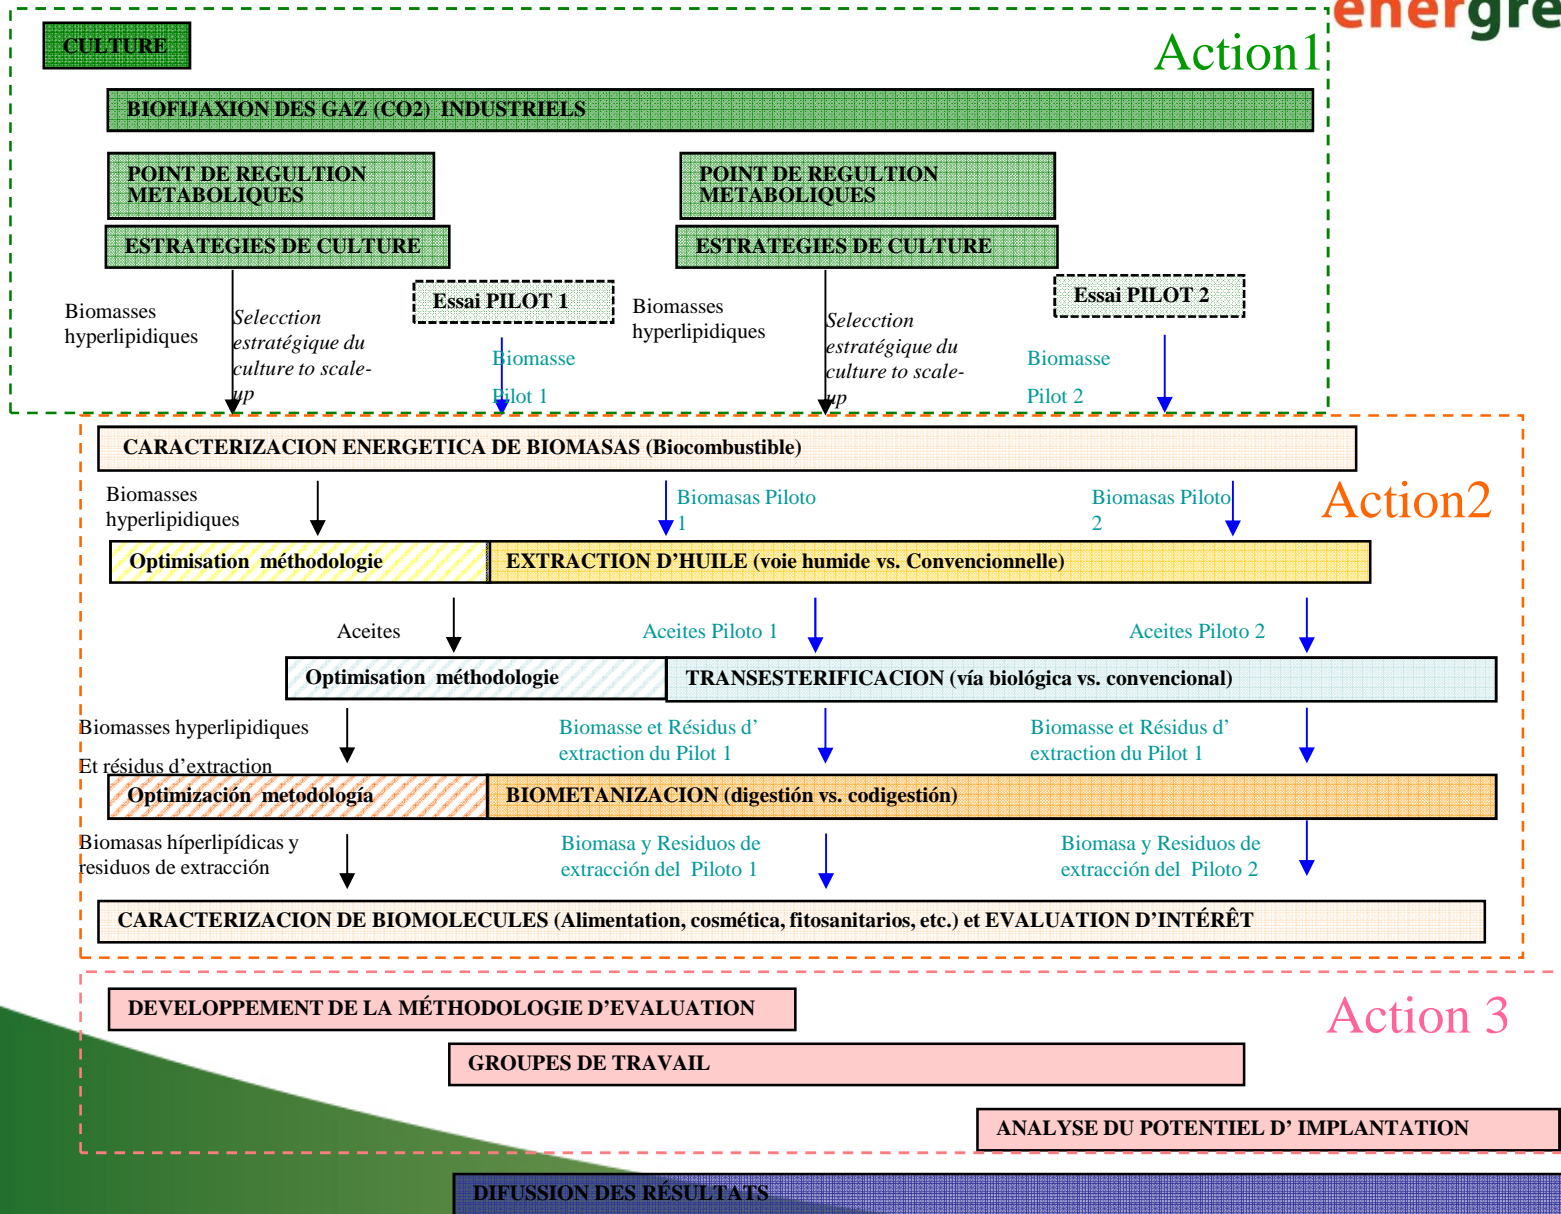 energre
CULTURE
Action1
BIOFIJAXION DES GAZ (CO2) INDUSTRIELS
POINT DE REGULTION
METABOLIQUES
POINT DE REGULTION
METABOLIQUES
ESTRATEGIES DE CULTURE
ESTRATEGIES DE CULTURE
Biomasses
hyperlipidiques
Selecction
estratégique du
culture to scale-
up
Essai PILOT 1
Biomasse
Pilot 1
Biomasses
hyperlipidiques
Selecction
estratégique du
culture to scale-
up
Essai PILOT 2
Biomasse
Pilot 2
CARACTERIZACION ENERGETICA DE BIOMASAS (Biocombustible)
Action2
Biomasses
hyperlipidiques
Biomasas Piloto
1
Biomasas Piloto
2
Optimisation méthodologie
EXTRACTION D’HUILE (voie humide vs. Convencionnelle)
Aceites
Aceites Piloto 1
Aceites Piloto 2
Optimisation méthodologie
TRANSESTERIFICACION (vía biológica vs. convencional)
Biomasses hyperlipidiques
Et résidus d’extraction
Biomasse et Résidus d’
extraction du Pilot 1
Biomasse et Résidus d’
extraction du Pilot 1
Optimización metodología
BIOMETANIZACION (digestión vs. codigestión)
Biomasas híperlipídicas y
residuos de extracción
Biomasa y Residuos de
extracción del Piloto 1
Biomasa y Residuos de
extracción del Piloto 2
CARACTERIZACION DE BIOMOLECULES (Alimentation, cosmética, fitosanitarios, etc.) et EVALUATION D’INTÉRÊT
Action 3
DEVELOPPEMENT DE LA MÉTHODOLOGIE D’EVALUATION
GROUPES DE TRAVAIL
ANALYSE DU POTENTIEL D’ IMPLANTATION
DIFUSSION DES RÉSULTATS